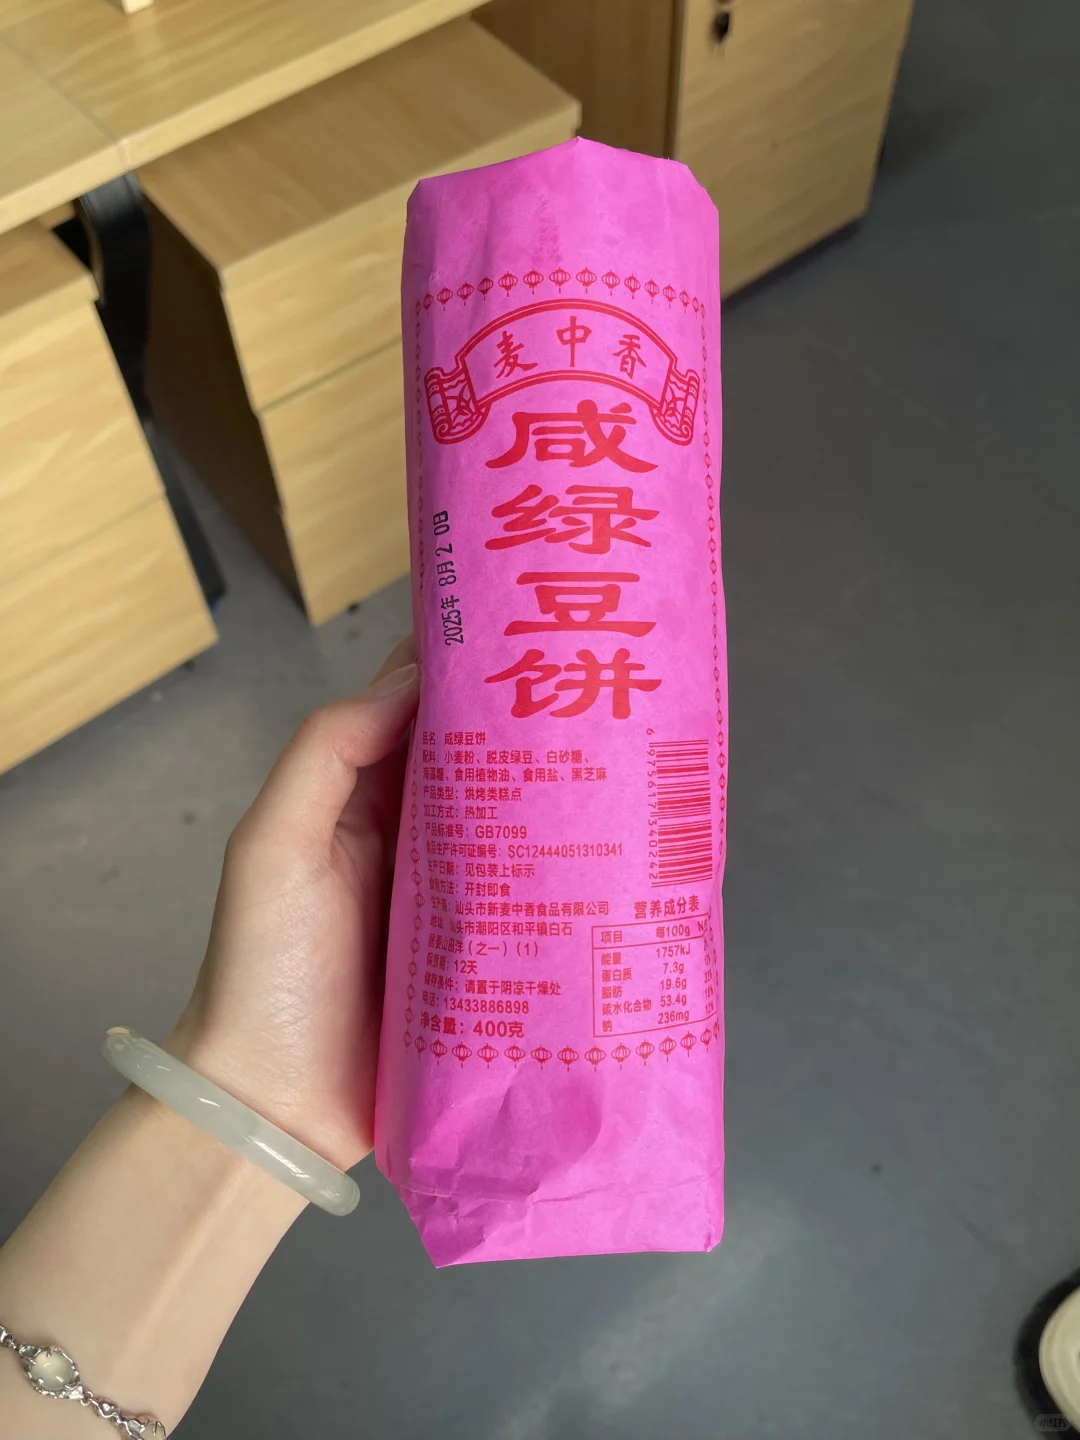 麦中香
咸绿豆饼
2025年 8月2 0日
品名 咸绿豆饼
配料：小麦粉、脱皮绿豆、白砂糖、
海藻糖、食用植物油、食用盐、黑芝麻
产品类型：烘烤类糕点
加工方式：热加工
产品标准号：GB7099
食品生产许可证编号：SC12444051310341
生产日期：见包装上标示
食用方法：开封即食
生产商：汕头市新麦中香食品有限公司
地址：汕头市潮阳区和平镇白石
山田洋（之一）(1)
保质期：12天
储存条件：请置于阴凉干燥处
电话：13433886898
净含量：400克
6975617340242
营养成分表
项目 每100g
能量 1757kJ
蛋白质 7.3g
脂肪 19.6g
碳水化合物 53.4g
钠 236mg
小红书